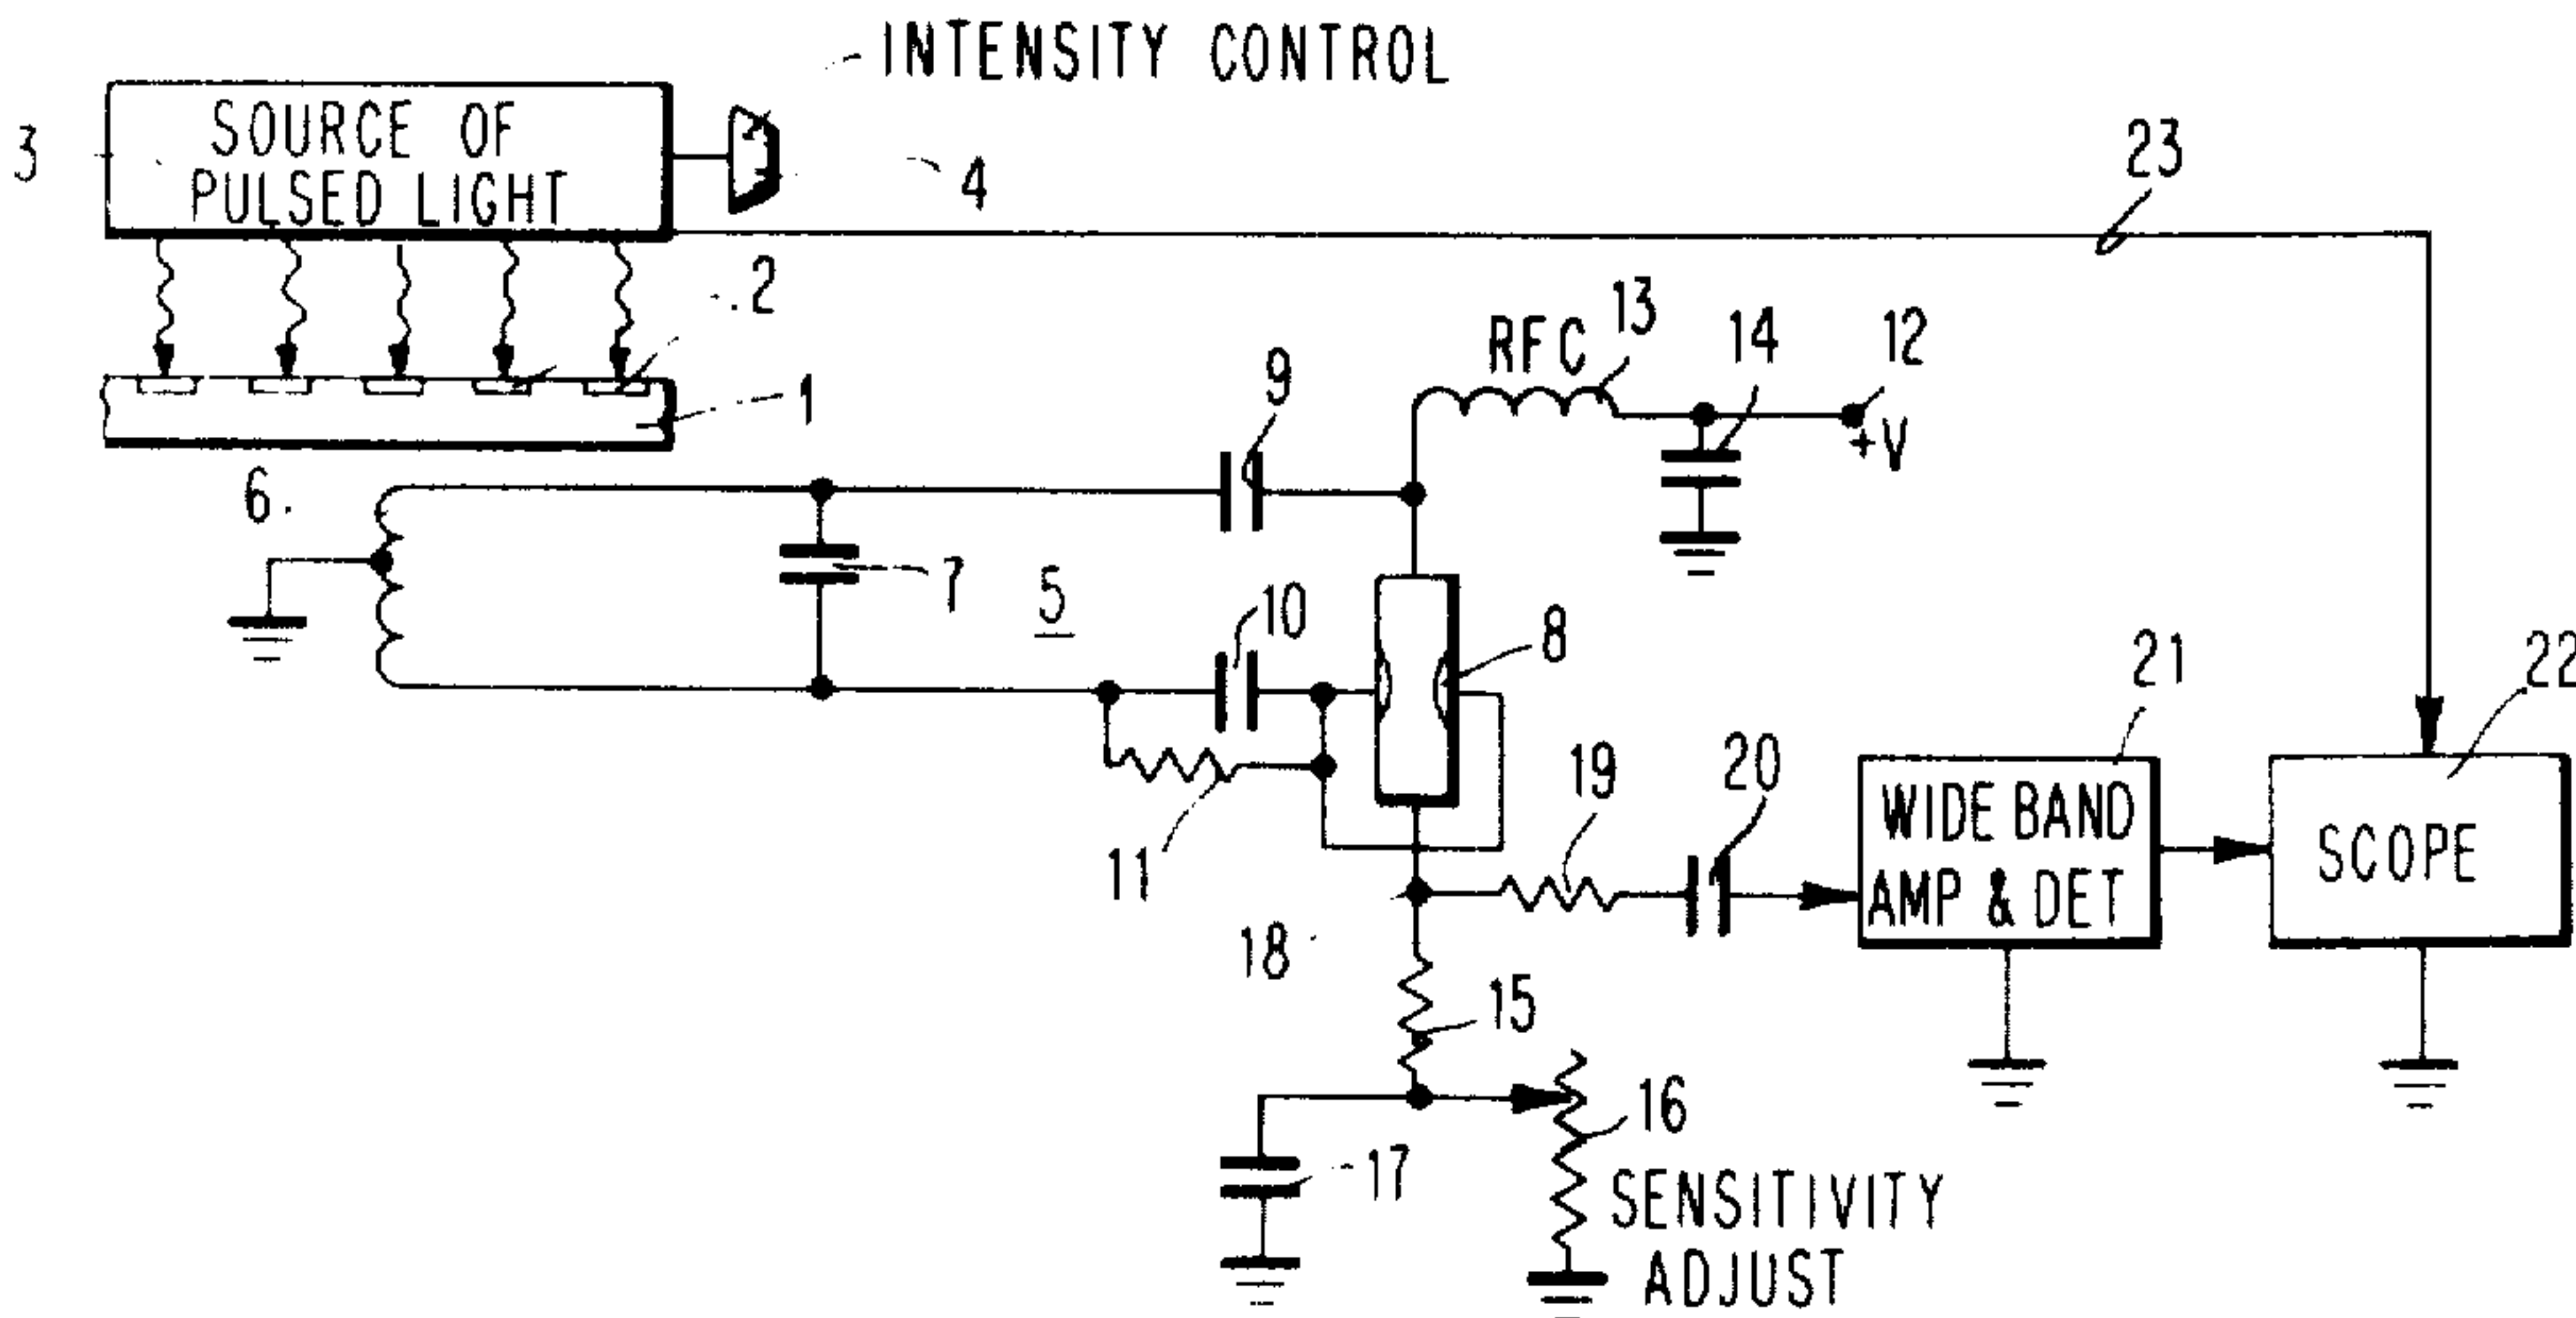 INTENSITY CONTROL
SOURCE OF
PULSED LIGHT
3
4
23
2
1
RFC
13
14
12
+V
9
6
7
5
10
8
11
19
20
21
22
WIDE BAND
AMP & DET
SCOPE
18
15
16
17
SENSITIVITY
ADJUST